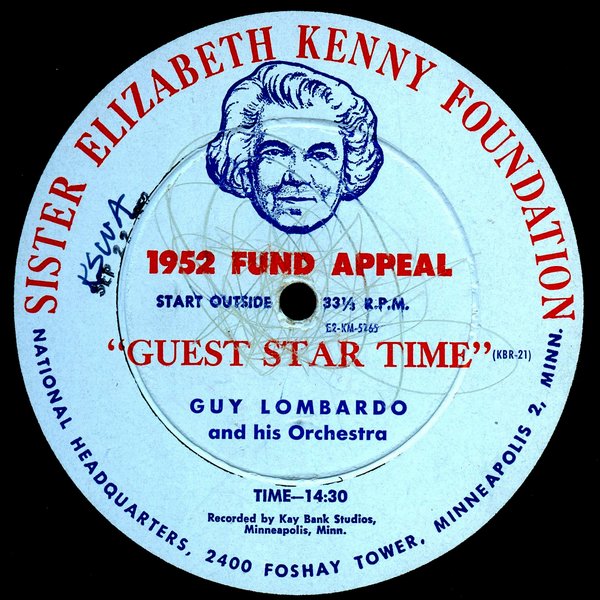 SISTER ELIZABETH KENNY FOUNDATION
KSWA
SEP 22
1952 FUND APPEAL
START OUTSIDE 33⅓ R.P.M.
E2-KM-5765
"GUEST STAR TIME" (KBR-21)
GUY LOMBARDO
and his Orchestra
TIME—14:30
Recorded by Kay Bank Studios,
Minneapolis, Minn.
NATIONAL HEADQUARTERS, 2400 FOSHAY TOWER, MINNEAPOLIS 2, MINN.